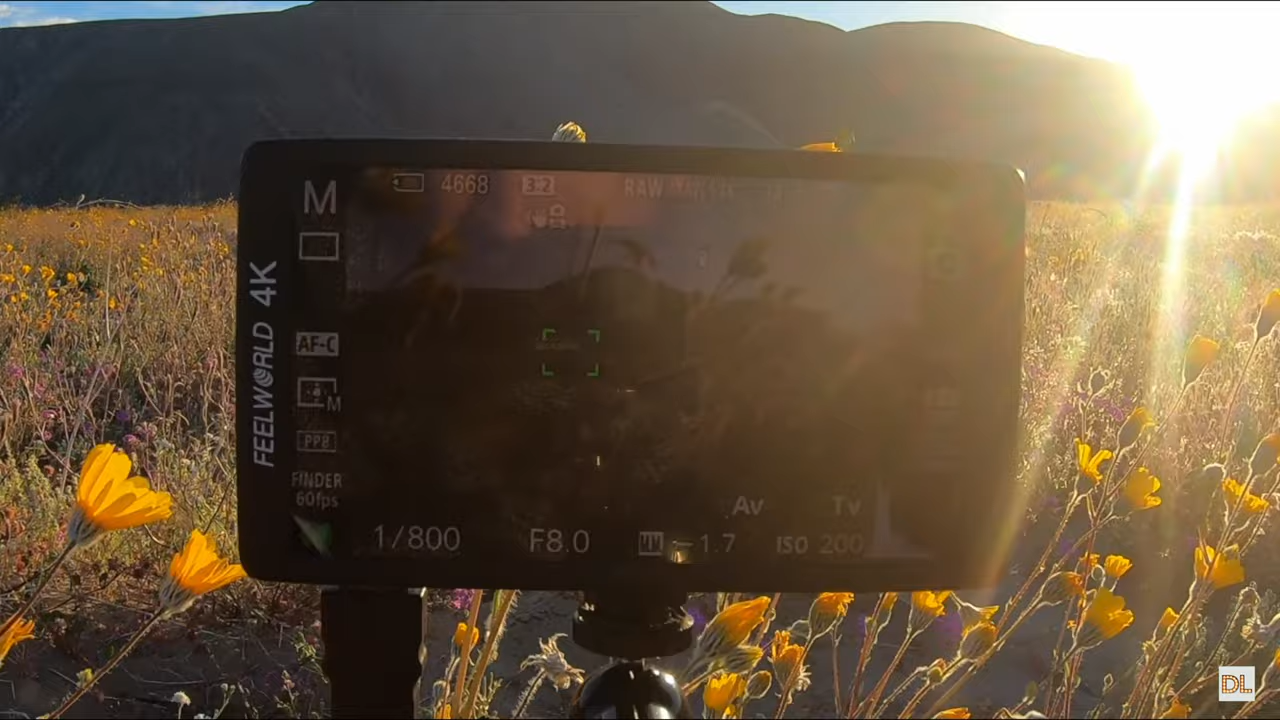 M
4668
3:2
RAW
FEELWORLD 4K
AF-C
M
PP8
FINDER
60fps
Av
Tv
1/800
F8.0
-1.7
ISO 200
DL